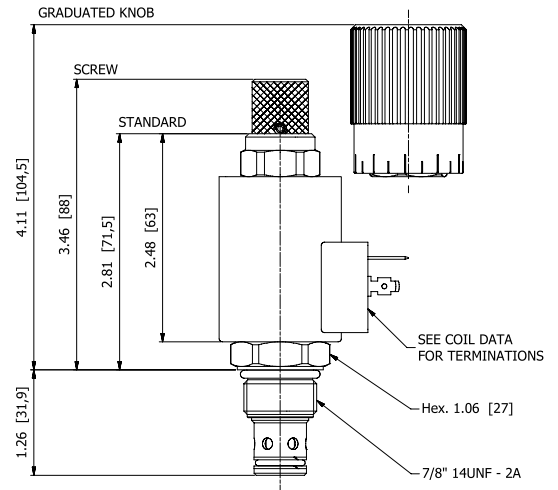 GRADUATED KNOB
SCREW
STANDARD
4.11 [104,5]
3.46 [88]
2.81 [71,5]
2.48 [63]
1.26 [31,9]
SEE COIL DATA
FOR TERMINATIONS
Hex. 1.06 [27]
7/8" 14UNF - 2A